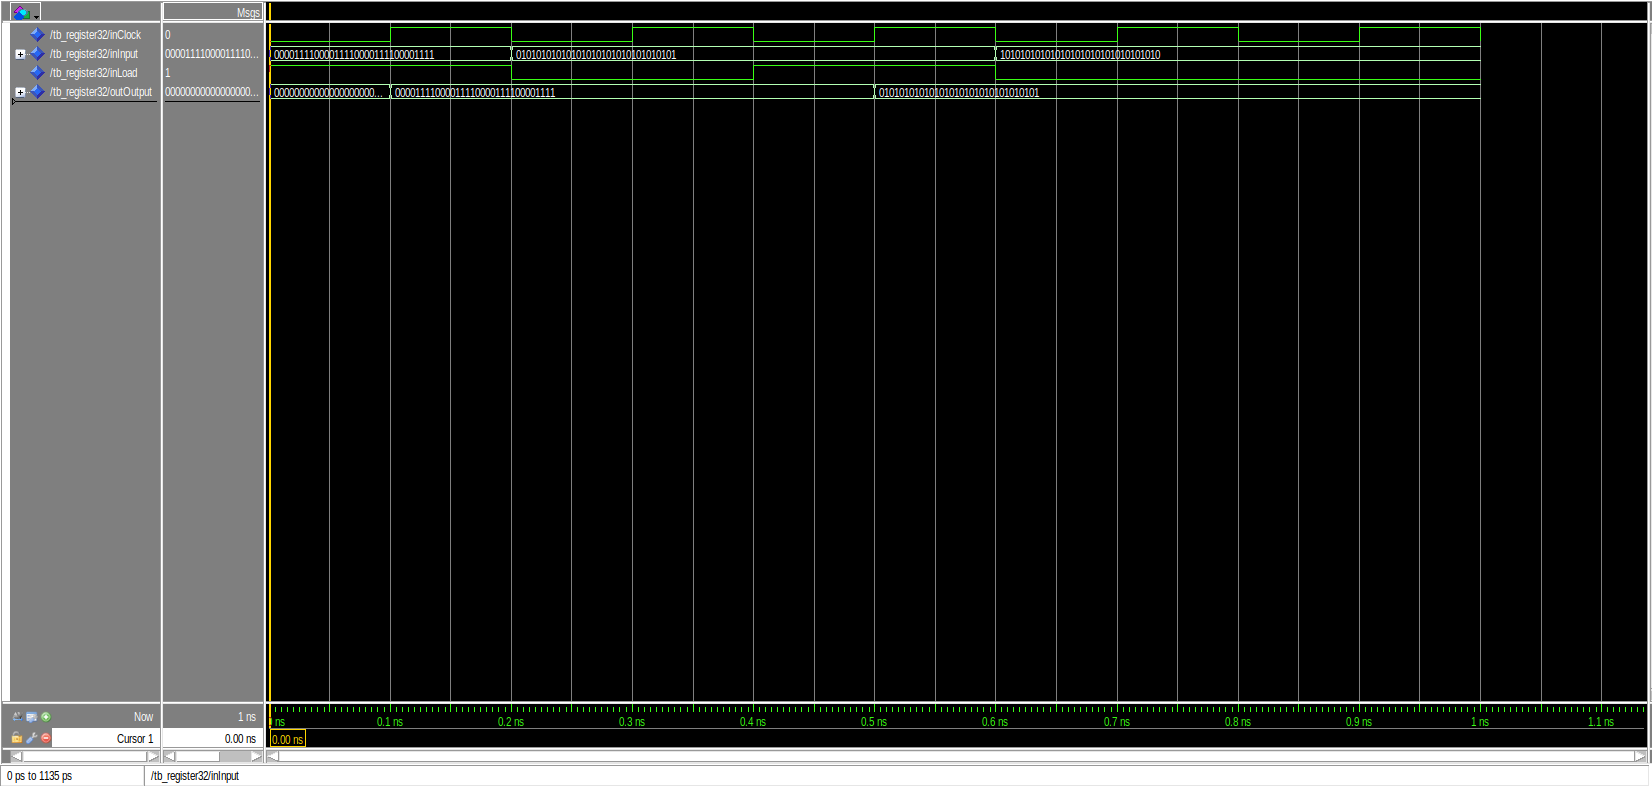 Msgs
/tb_register32/inClock 0
/tb_register32/inInput 00001111000011110... 00001111000011110000111100001111 01010101010101010101010101010101 10101010101010101010101010101010
/tb_register32/inLoad 1
/tb_register32/outOutput 00000000000000000... 00000000000000000000... 00001111000011110000111100001111 01010101010101010101010101010101
Now 1 ns ns 0.1 ns 0.2 ns 0.3 ns 0.4 ns 0.5 ns 0.6 ns 0.7 ns 0.8 ns 0.9 ns 1 ns 1.1 ns
Cursor 1 0.00 ns 0.00 ns
0 ps to 1135 ps /tb_register32/inInput